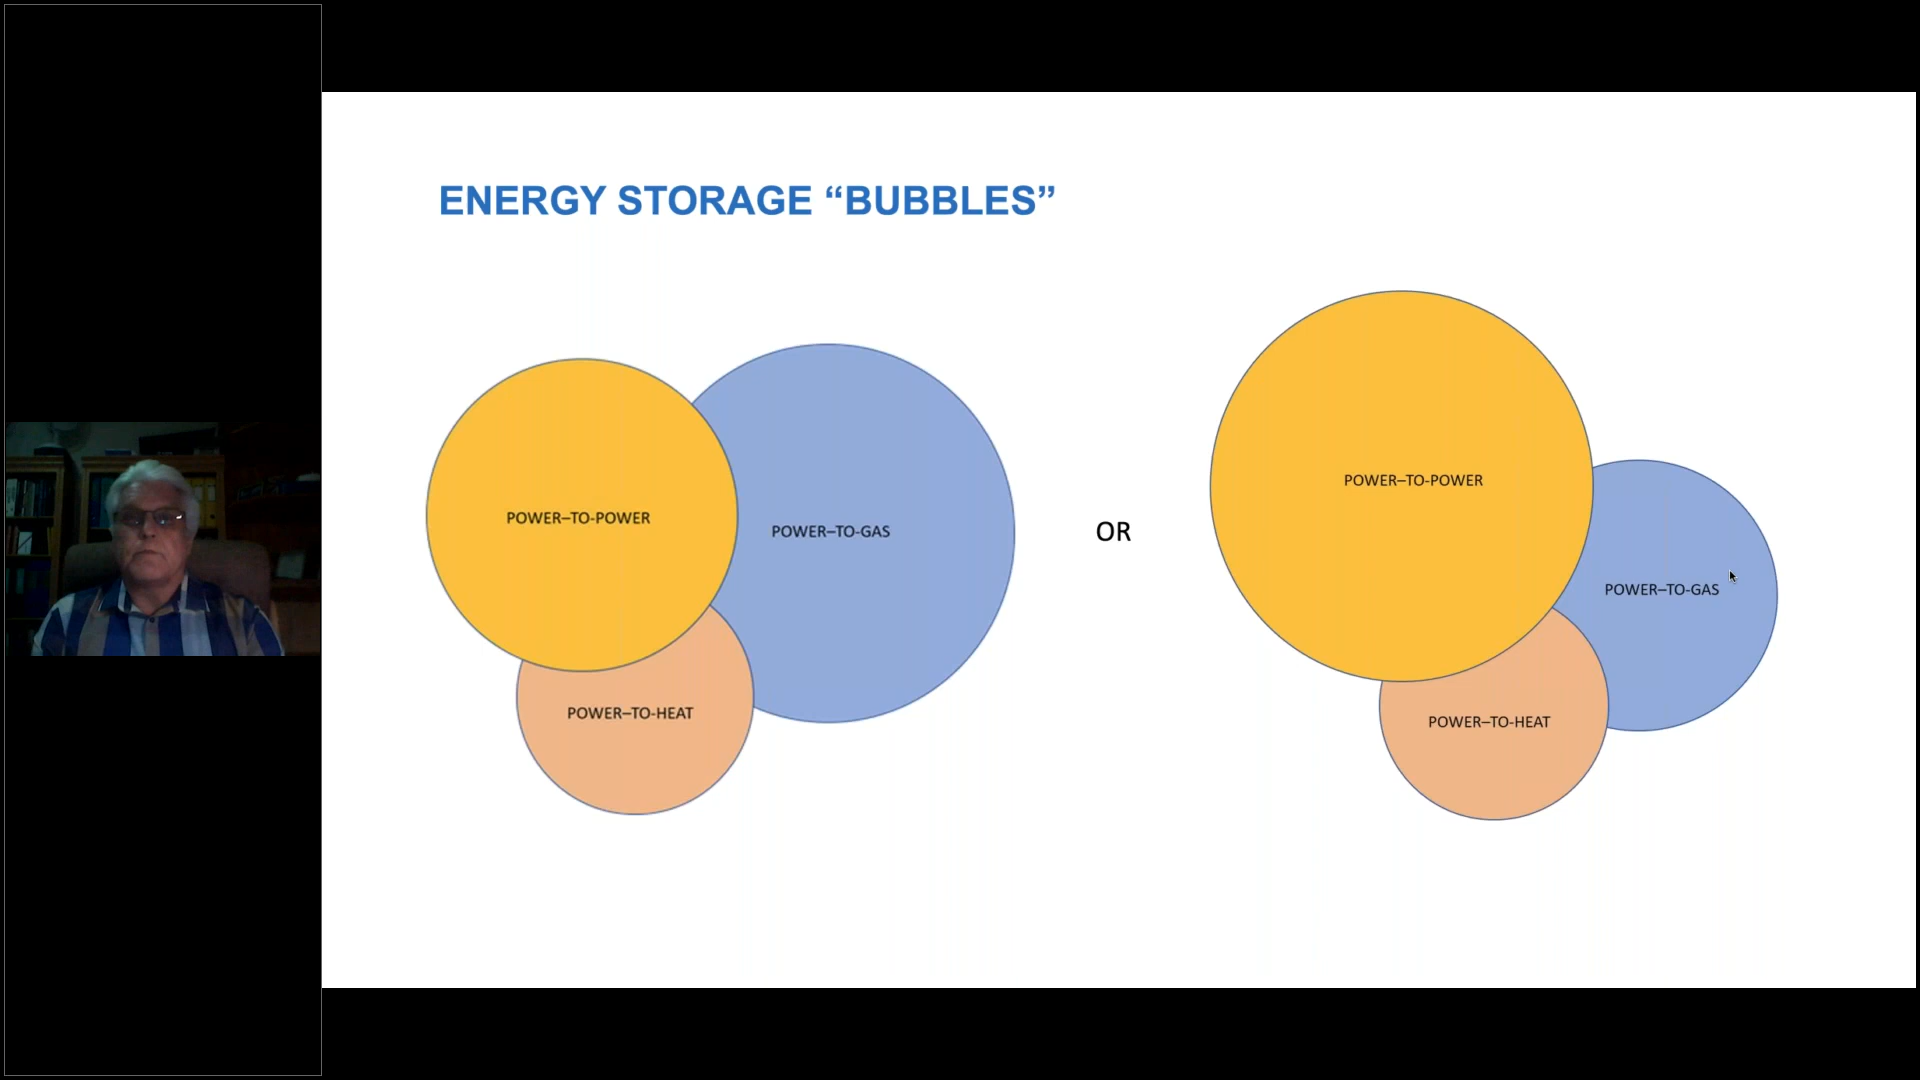 ENERGY STORAGE “BUBBLES”
POWER–TO-POWER
POWER–TO-GAS
POWER–TO-HEAT
OR
POWER–TO-POWER
POWER–TO-GAS
POWER–TO-HEAT